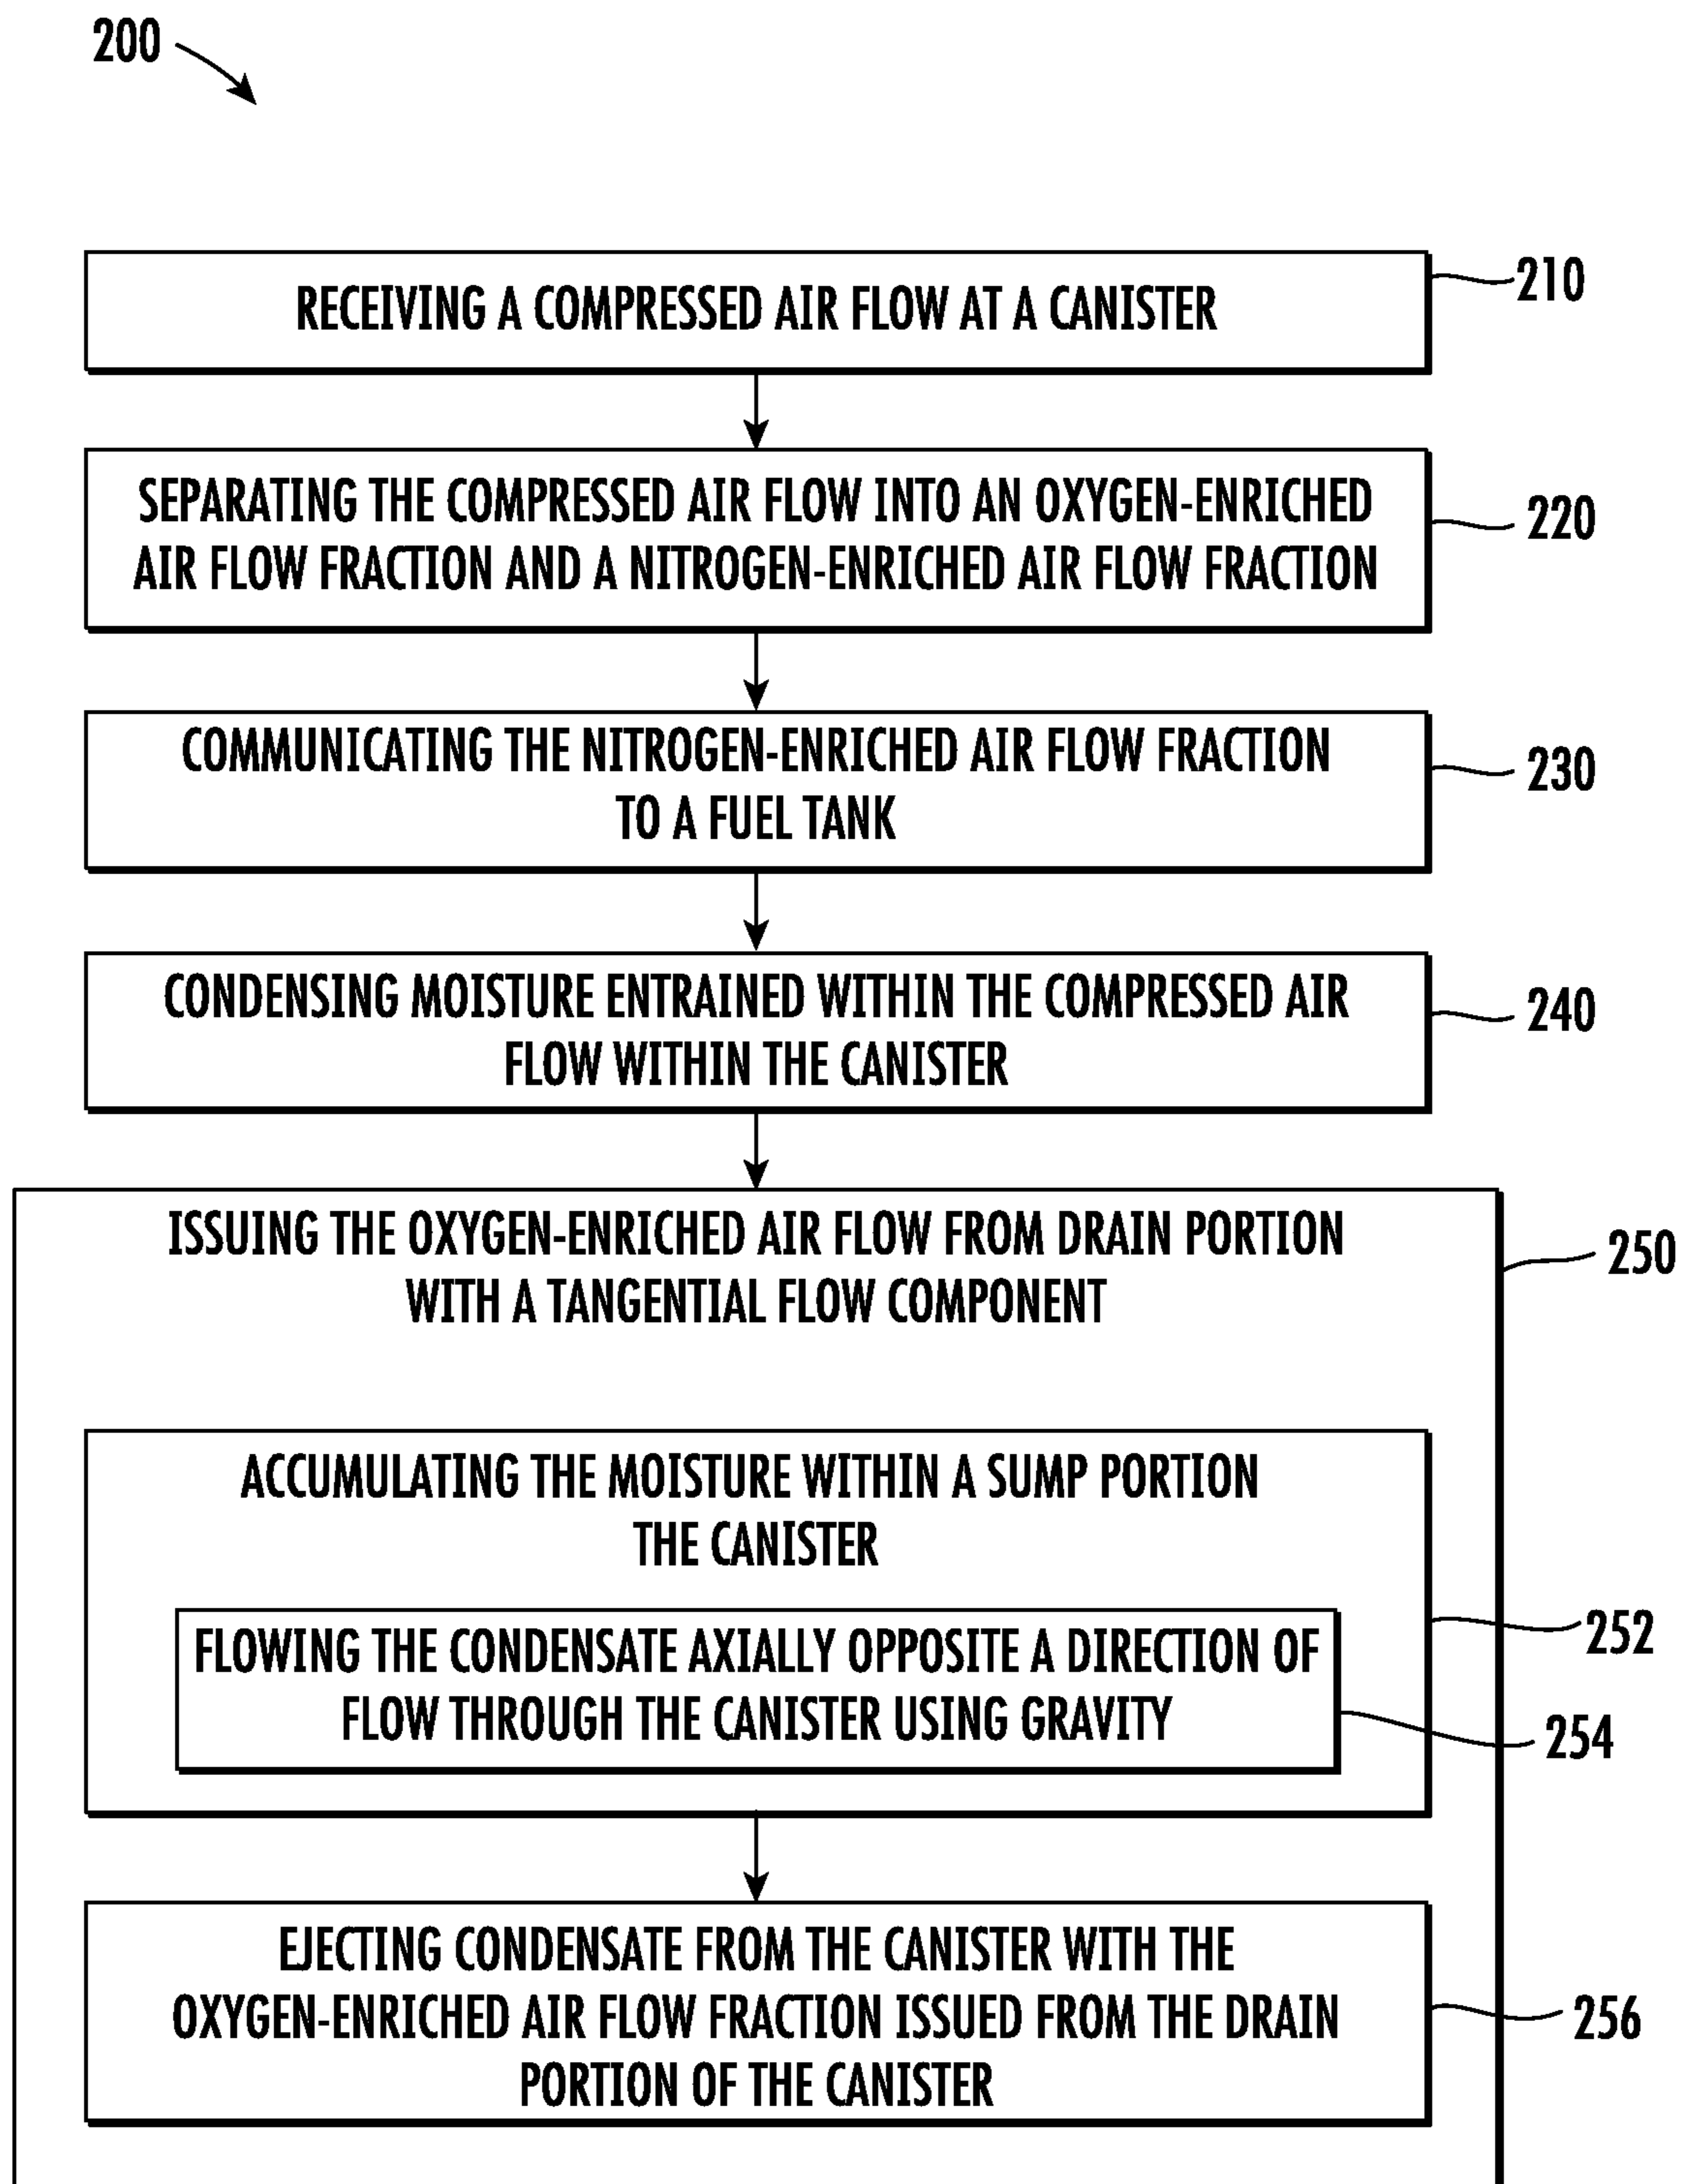 200
RECEIVING A COMPRESSED AIR FLOW AT A CANISTER
210
SEPARATING THE COMPRESSED AIR FLOW INTO AN OXYGEN-ENRICHED
AIR FLOW FRACTION AND A NITROGEN-ENRICHED AIR FLOW FRACTION
220
COMMUNICATING THE NITROGEN-ENRICHED AIR FLOW FRACTION
TO A FUEL TANK
230
CONDENSING MOISTURE ENTRAINED WITHIN THE COMPRESSED AIR
FLOW WITHIN THE CANISTER
240
ISSUING THE OXYGEN-ENRICHED AIR FLOW FROM DRAIN PORTION
WITH A TANGENTIAL FLOW COMPONENT
250
ACCUMULATING THE MOISTURE WITHIN A SUMP PORTION
THE CANISTER
252
FLOWING THE CONDENSATE AXIALLY OPPOSITE A DIRECTION OF
FLOW THROUGH THE CANISTER USING GRAVITY
254
EJECTING CONDENSATE FROM THE CANISTER WITH THE
OXYGEN-ENRICHED AIR FLOW FRACTION ISSUED FROM THE DRAIN
PORTION OF THE CANISTER
256